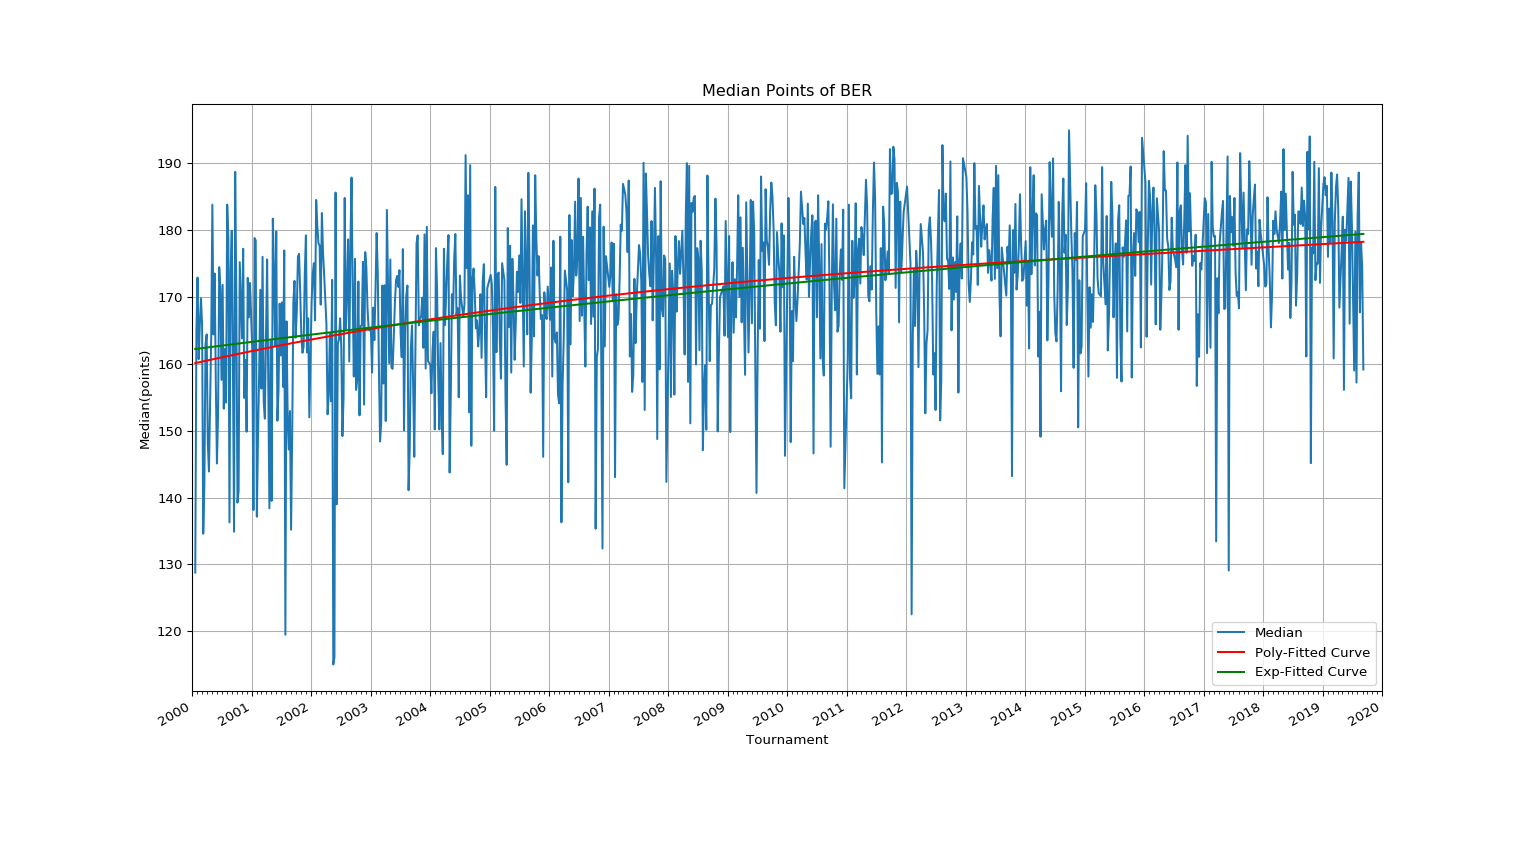 Median Points of BER
Median(points)
190
180
170
160
150
140
130
120
Median
Poly-Fitted Curve
Exp-Fitted Curve
2000 2001 2002 2003 2004 2005 2006 2007 2008 2009 2010 2011 2012 2013 2014 2015 2016 2017 2018 2019 2020
Tournament